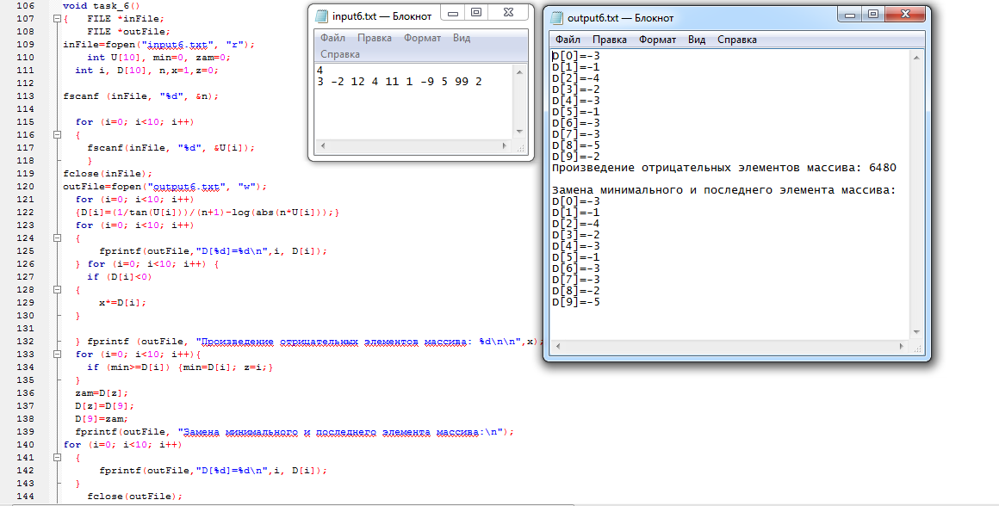 106 void task_6()
107 { FILE *inFile;
108 FILE *outFile;
109 inFile=fopen("input6.txt", "r");
110 int U[10], min=0, zam=0;
111 int i, D[10], n,x=1,z=0;
112
113 fscanf (inFile, "%d", &n);
114
115 for (i=0; i<10; i++)
116 {
117 fscanf(inFile, "%d", &U[i]);
118 }
119 fclose(inFile);
120 outFile=fopen("output6.txt", "w");
121 for (i=0; i<10; i++)
122 {D[i]=(1/tan(U[i]))/(n+1)-log(abs(n*U[i]));}
123 for (i=0; i<10; i++)
124 {
125 fprintf(outFile,"D[%d]=%d\n",i, D[i]);
126 } for (i=0; i<10; i++) {
127 if (D[i]<0)
128 {
129 x*=D[i];
130 }
131
132 } fprintf (outFile, "Произведение отрицательных элементов массива: %d\n\n",x);
133 for (i=0; i<10; i++){
134 if (min>=D[i]) {min=D[i]; z=i;}
135 }
136 zam=D[z];
137 D[z]=D[9];
138 D[9]=zam;
139 fprintf(outFile, "Замена минимального и последнего элемента массива:\n");
140 for (i=0; i<10; i++)
141 {
142 fprintf(outFile,"D[%d]=%d\n",i, D[i]);
143 }
144 fclose(outFile);
input6.txt — Блокнот
Файл Правка Формат Вид
Справка
4
3 -2 12 4 11 1 -9 5 99 2
output6.txt — Блокнот
Файл Правка Формат Вид Справка
D[0]=-3
D[1]=-1
D[2]=-4
D[3]=-2
D[4]=-3
D[5]=-1
D[6]=-3
D[7]=-3
D[8]=-5
D[9]=-2
Произведение отрицательных элементов массива: 6480
Замена минимального и последнего элемента массива:
D[0]=-3
D[1]=-1
D[2]=-4
D[3]=-2
D[4]=-3
D[5]=-1
D[6]=-3
D[7]=-3
D[8]=-2
D[9]=-5